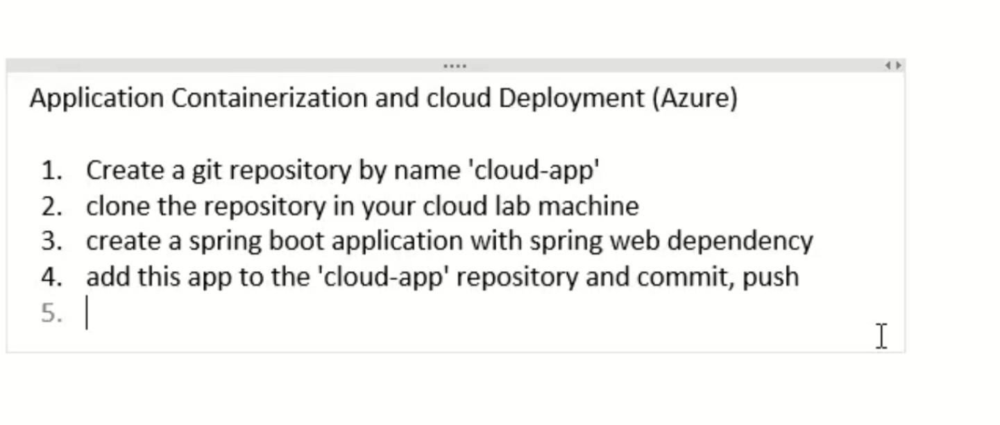 Application Containerization and cloud Deployment (Azure)
1. Create a git repository by name 'cloud-app'
2. clone the repository in your cloud lab machine
3. create a spring boot application with spring web dependency
4. add this app to the 'cloud-app' repository and commit, push
5.